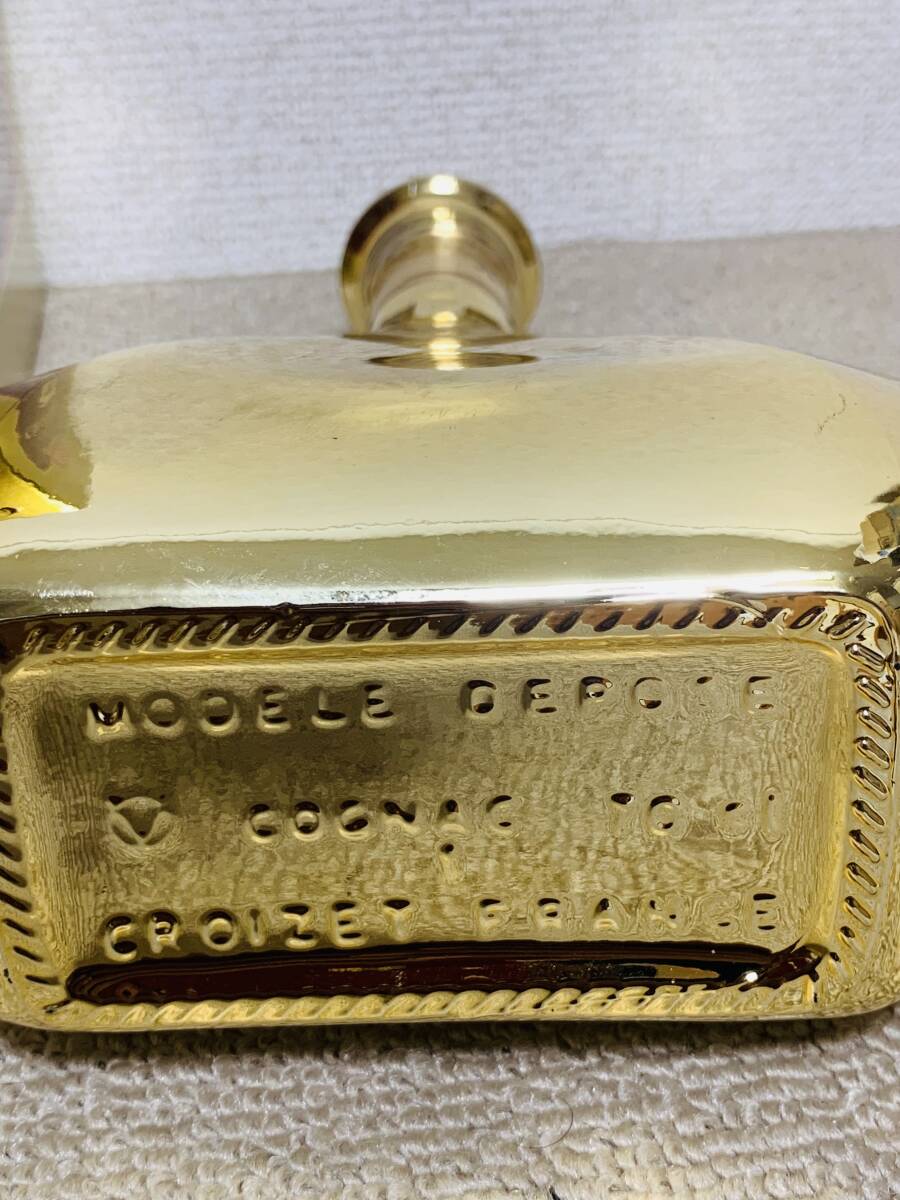 MODELE DEPOSE
COGNAC 70 cl
CROIZET FRANCE